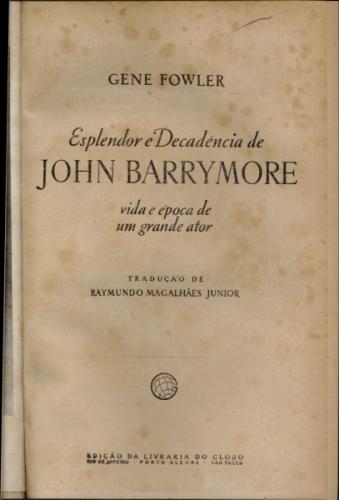 GENE FOWLER
Esplendor e Decadência de
JOHN BARRYMORE
vida e época de
um grande ator
TRADUÇÃO DE
RAYMUNDO MAGALHÃES JUNIOR
EDIÇÃO DA LIVRARIA DO GLOBO
RIO DE JANEIRO - PORTO ALEGRE - SÃO PAULO